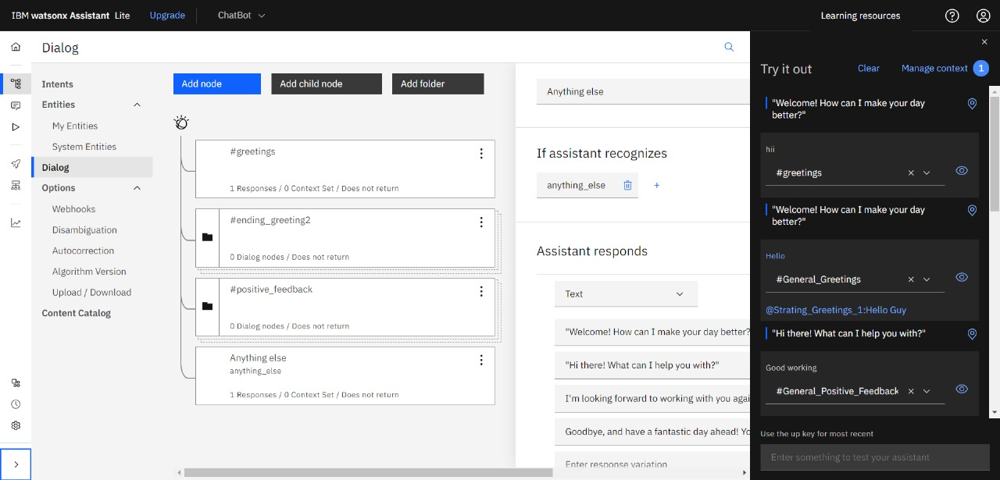 IBM watsonx Assistant Lite
Upgrade
ChatBot
Learning resources
Dialog
Intents
Entities
My Entities
System Entities
Dialog
Options
Webhooks
Disambiguation
Autocorrection
Algorithm Version
Upload / Download
Content Catalog
Add node
Add child node
Add folder
#greetings
1 Responses / 0 Context Set / Does not return
#ending_greeting2
0 Dialog nodes / Does not return
#positive_feedback
0 Dialog nodes / Does not return
Anything else
anything_else
1 Responses / 0 Context Set / Does not return
Anything else
If assistant recognizes
anything_else
Assistant responds
Text
"Welcome! How can I make your day better?
"Hi there! What can I help you with?"
I'm looking forward to working with you agai
Goodbye, and have a fantastic day ahead! Yo
Enter response variation
Try it out
Clear
Manage context 1
"Welcome! How can I make your day
better?"
hii
#greetings
"Welcome! How can I make your day
better?"
Hello
#General_Greetings
@Strating_Greetings_1:Hello Guy
"Hi there! What can I help you with?"
Good working
#General_Positive_Feedback
Use the up key for most recent
Enter something to test your assistant